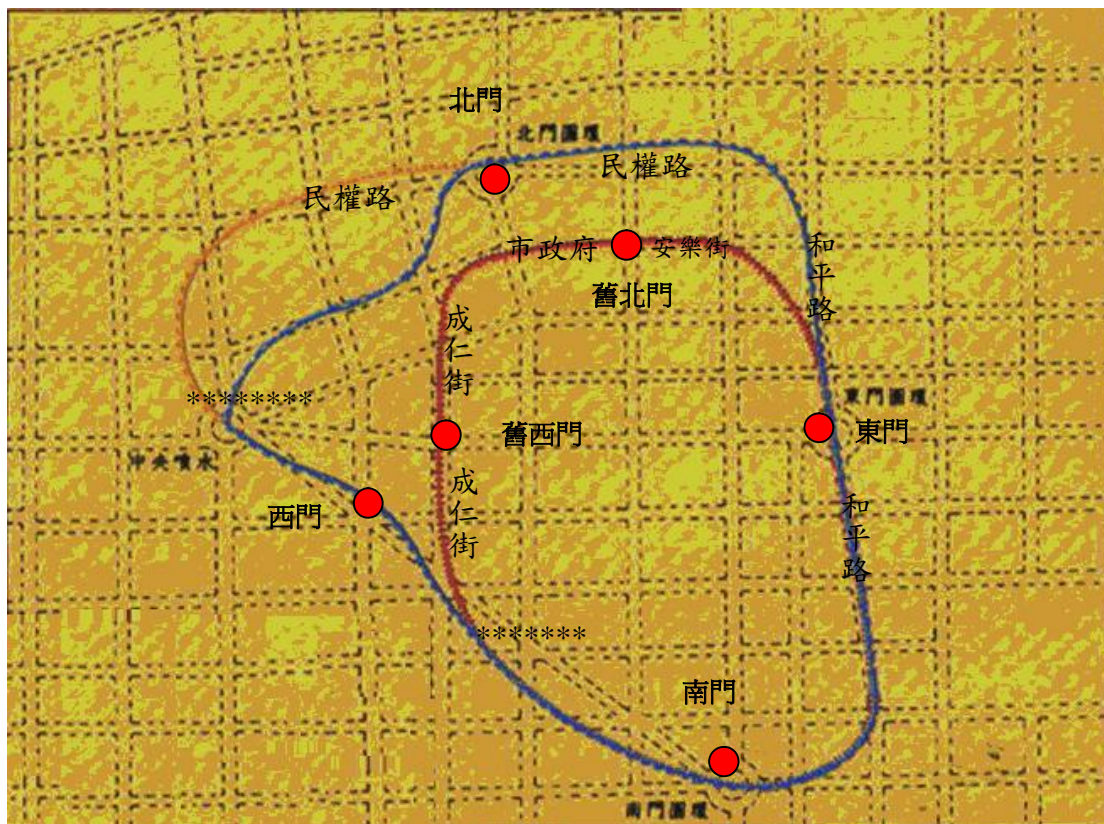 北門
北門圓環
民權路
民權路
和平路
市政府
安樂街
舊北門
成仁街
********
東門圓環
舊西門
東門
中央噴水
成仁街
西門
和平路
*******
南門
南門圓環